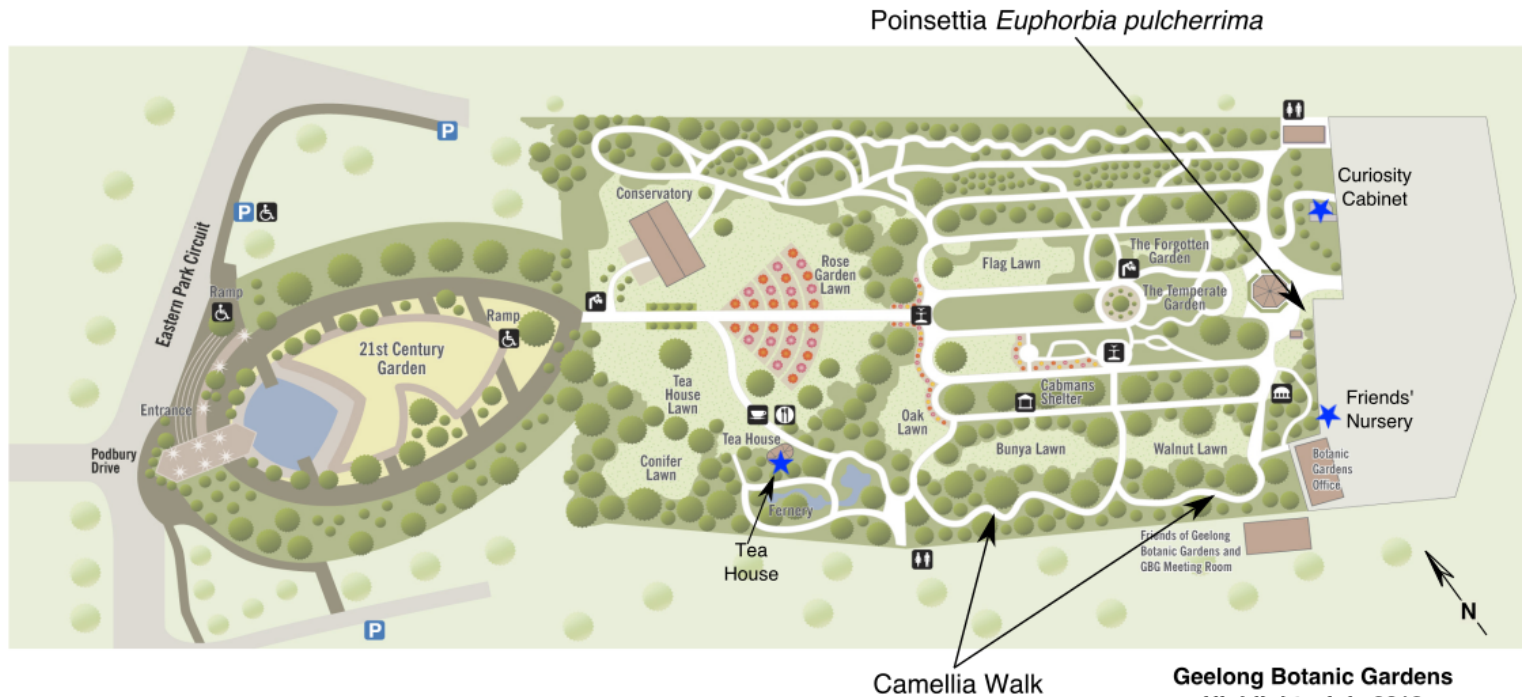 Poinsettia Euphorbia pulcherrima
P
Curiosity
Cabinet
Conservatory
P
Eastern Park Circuit
The Forgotten
Garden
Rose
Garden
Lawn
Flag Lawn
The Temperate
Garden
Ramp
Ramp
21st Century
Garden
Tea
House
Lawn
Cabmans
Shelter
Friends'
Nursery
Entrance
Oak
Lawn
Tea House
Bunya Lawn
Walnut Lawn
Podbury
Drive
Conifer
Lawn
Botanic
Gardens
Office
Fernery
Tea
House
Friends of Geelong
Botanic Gardens and
GBG Meeting Room
N
P
Camellia Walk
Geelong Botanic Gardens